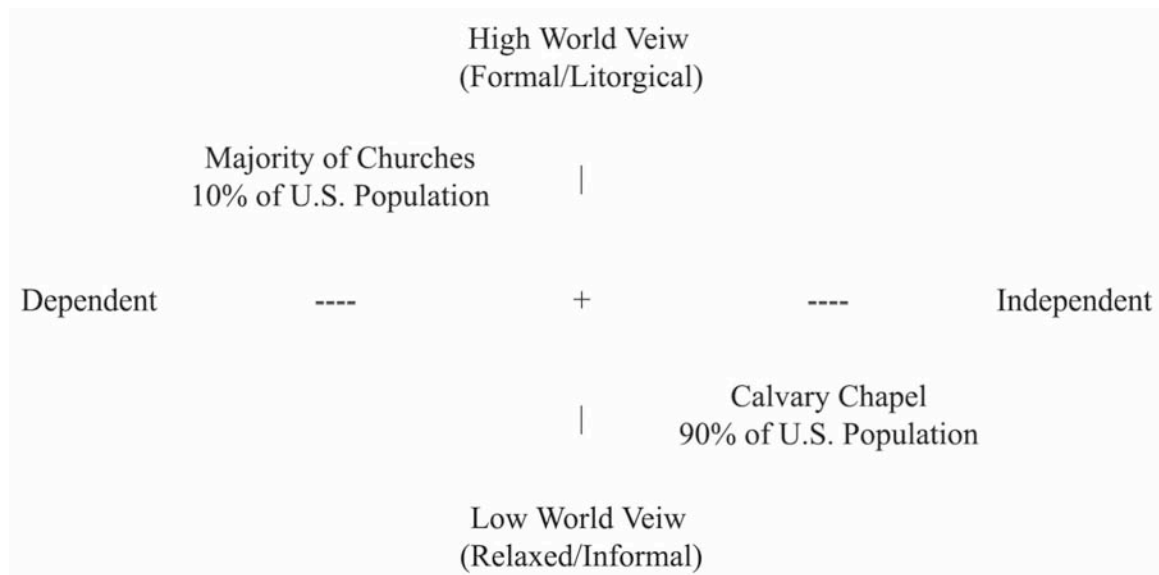 High World Veiw
(Formal/Litorgical)
Majority of Churches
10% of U.S. Population
|
Dependent ---- + ---- Independent
Calvary Chapel
|
90% of U.S. Population
Low World Veiw
(Relaxed/Informal)